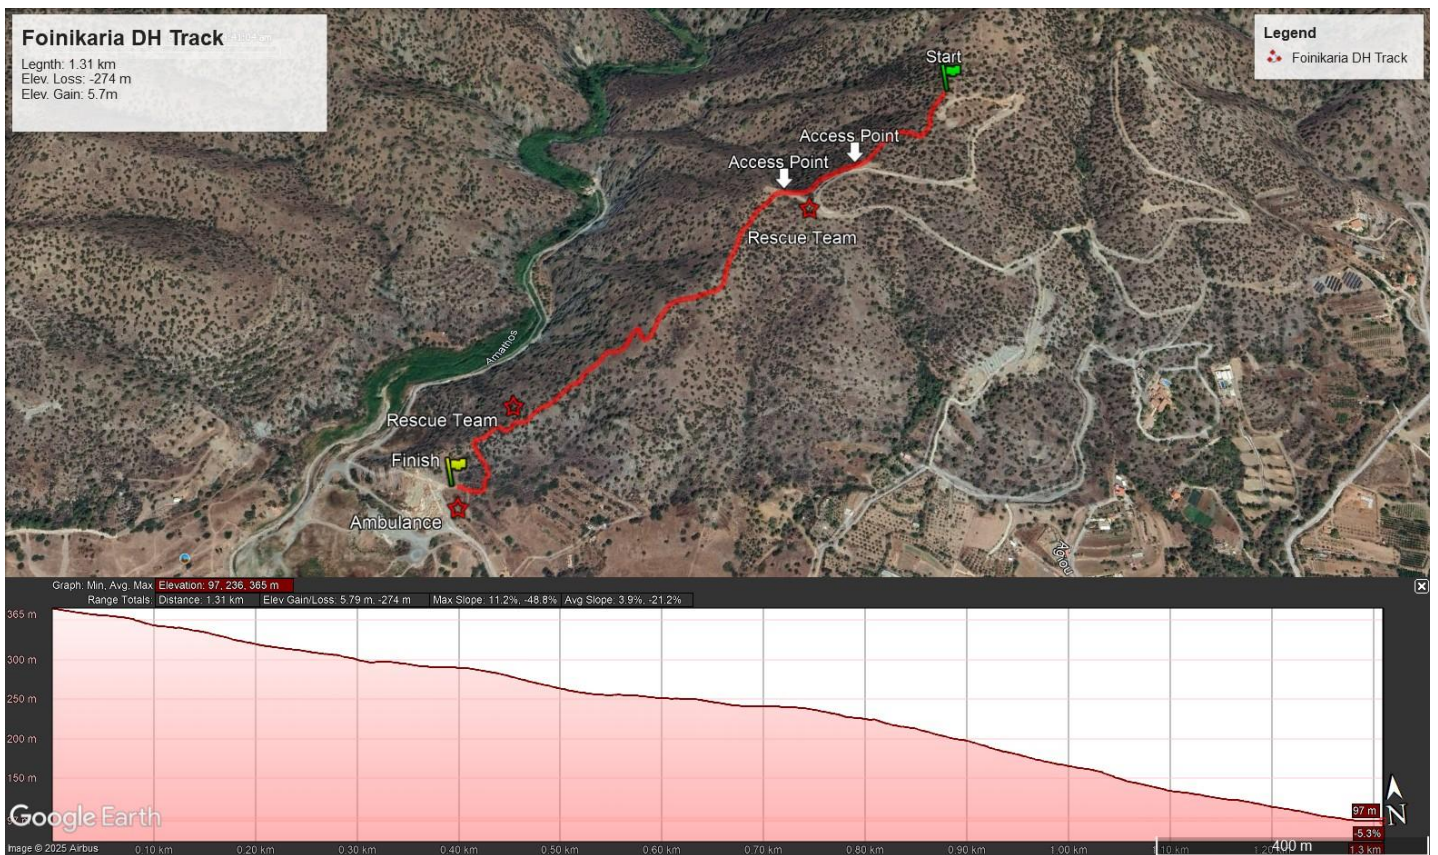 Foinikaria DH Track
Legnth: 1.31 km
Elev. Loss: -274 m
Elev. Gain: 5.7m
Legend
Foinikaria DH Track
Start
Access Point
Access Point
Rescue Team
Amathos
Rescue Team
Finish
Ambulance
Agiou
Graph: Min, Avg, Max Elevation: 97, 236, 365 m
Range Totals: Distance: 1.31 km Elev Gain/Loss: 5.79 m, -274 m Max Slope: 11.2%, -48.8% Avg Slope: 3.9%, -21.2%
365 m
300 m
250 m
200 m
150 m
97 m
N
Google Earth
-5.3%
400 m
Image © 2025 Airbus
0.10 km 0.20 km 0.30 km 0.40 km 0.50 km 0.60 km 0.70 km 0.80 km 0.90 km 1.00 km 1.10 km 1.3 km